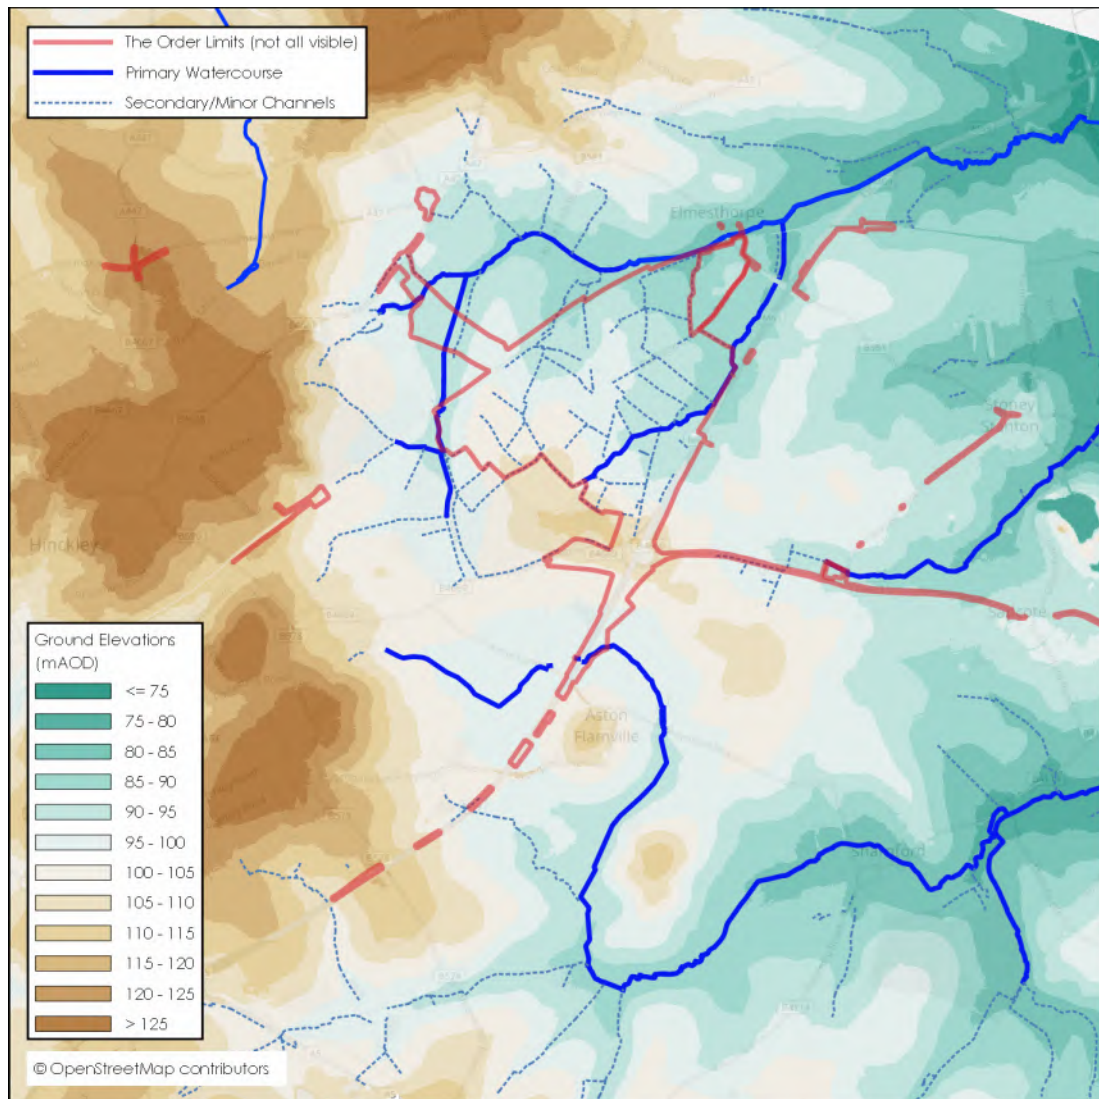 The Order Limits (not all visible)
Primary Watercourse
Secondary/Minor Channels
Elmesthorpe
Stoney
Stanton
Hinckley
Sapcote
Aston
Flamville
Sharnford
Ground Elevations
(mAOD)
<= 75
75 - 80
80 - 85
85 - 90
90 - 95
95 - 100
100 - 105
105 - 110
110 - 115
115 - 120
120 - 125
> 125
© OpenStreetMap contributors